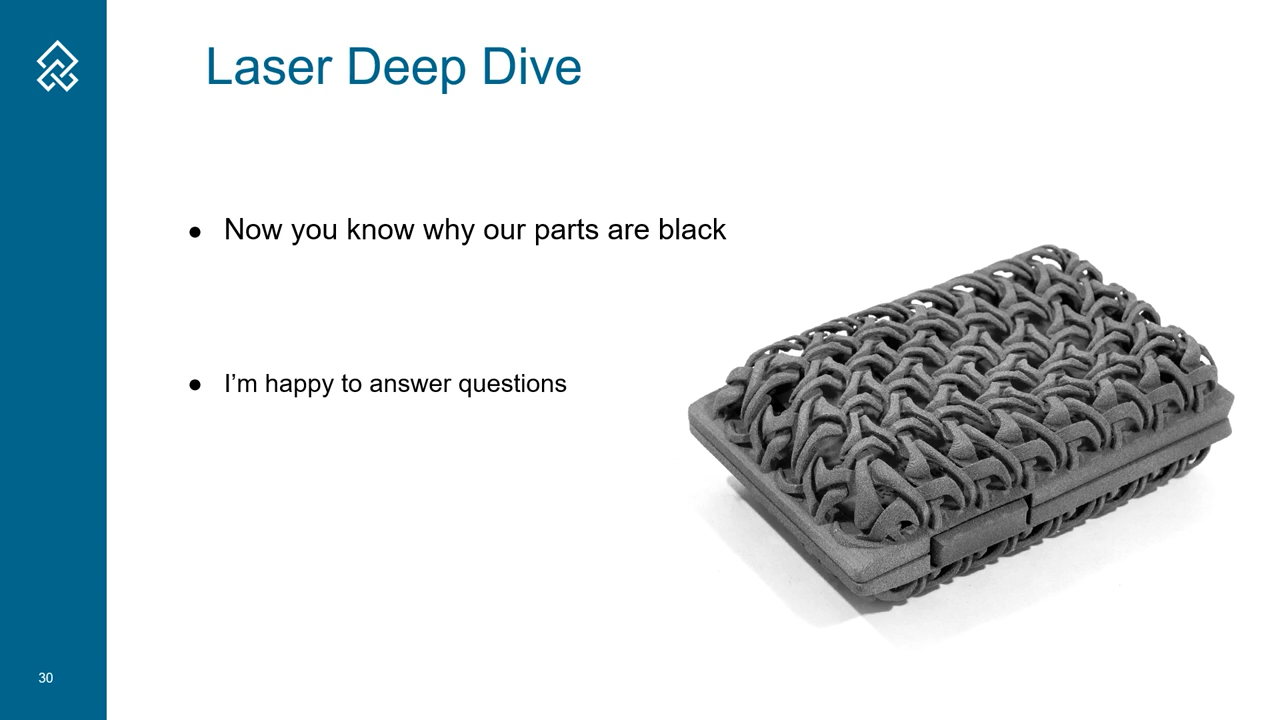 Laser Deep Dive
● Now you know why our parts are black
● I’m happy to answer questions
30